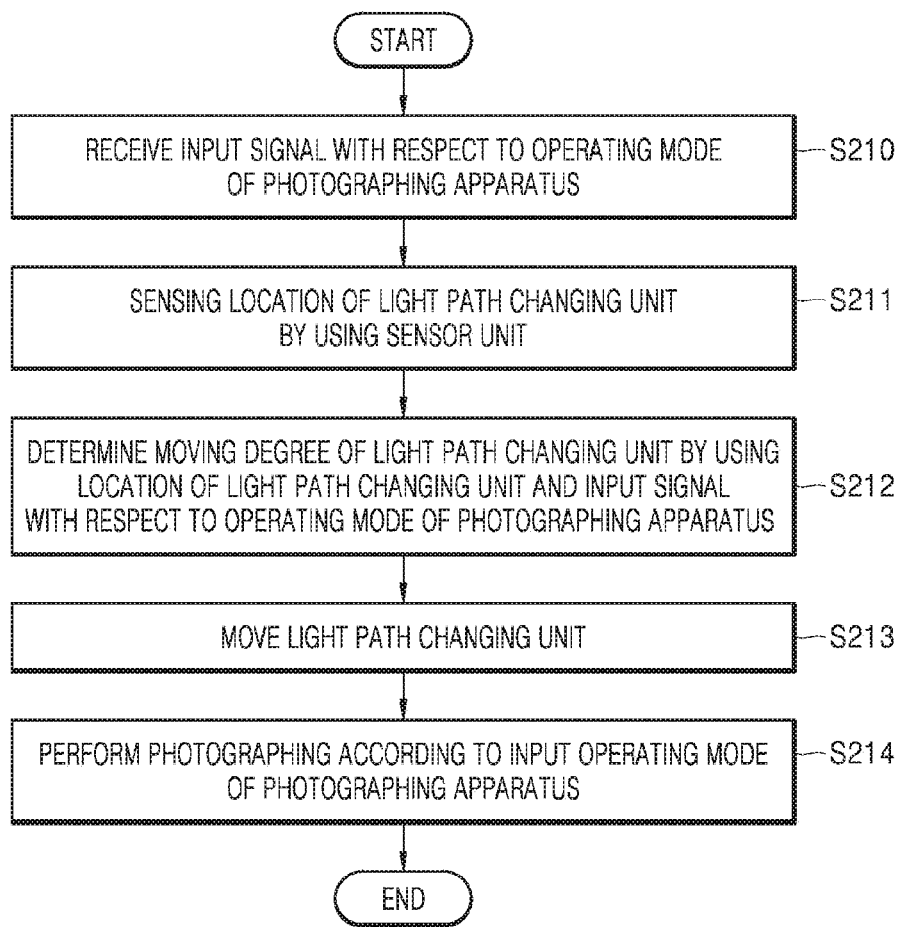 START
RECEIVE INPUT SIGNAL WITH RESPECT TO OPERATING MODE
OF PHOTOGRAPHING APPARATUS
S210
SENSING LOCATION OF LIGHT PATH CHANGING UNIT
BY USING SENSOR UNIT
S211
DETERMINE MOVING DEGREE OF LIGHT PATH CHANGING UNIT BY USING
LOCATION OF LIGHT PATH CHANGING UNIT AND INPUT SIGNAL
WITH RESPECT TO OPERATING MODE OF PHOTOGRAPHING APPARATUS
S212
MOVE LIGHT PATH CHANGING UNIT
S213
PERFORM PHOTOGRAPHING ACCORDING TO INPUT OPERATING MODE
OF PHOTOGRAPHING APPARATUS
S214
END